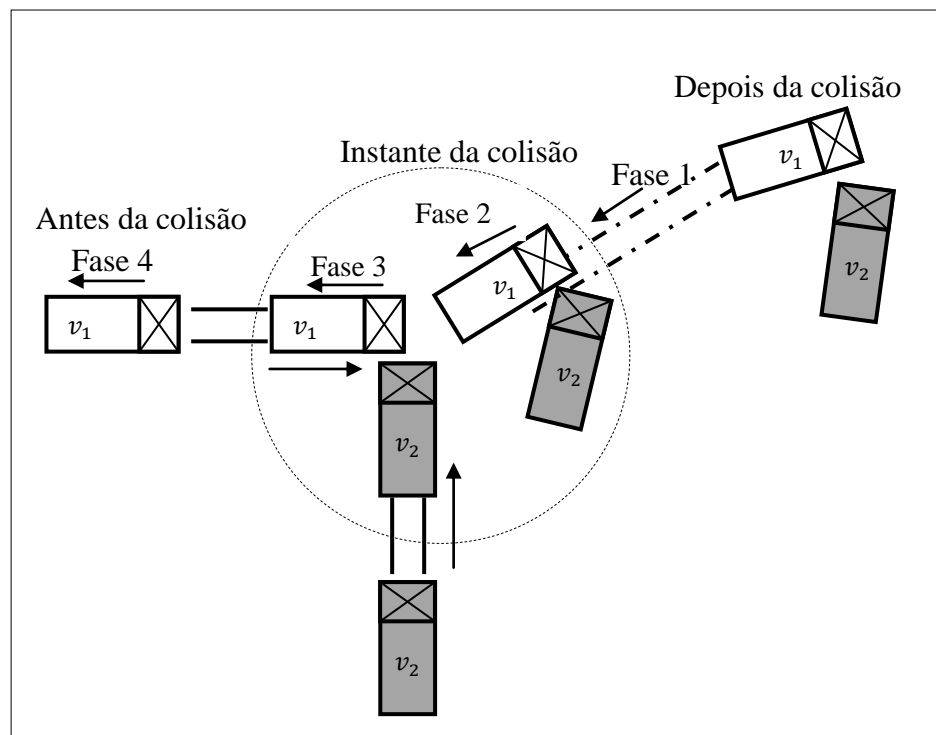 Depois da colisão
v₁
Instante da colisão
Fase 1
Antes da colisão
Fase 2
v₂
Fase 4
Fase 3
v₁
v₁
v₁
v₂
v₂
v₂